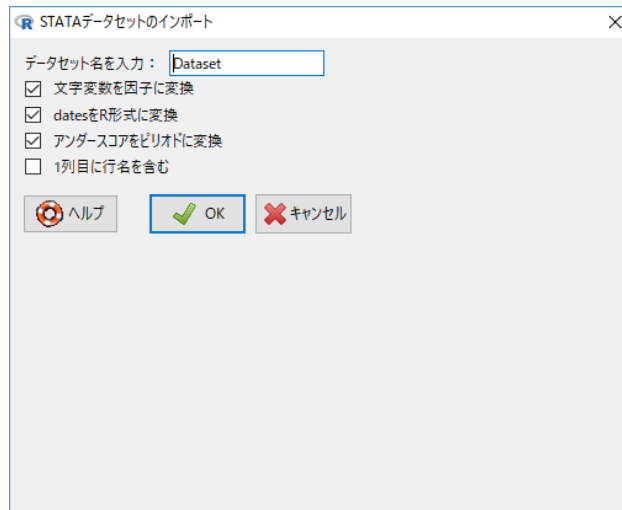 STATAデータセットのインポート
データセット名を入力： Dataset
文字変数を因子に変換
datesをR形式に変換
アンダースコアをピリオドに変換
1列目に行名を含む
ヘルプ OK キャンセル